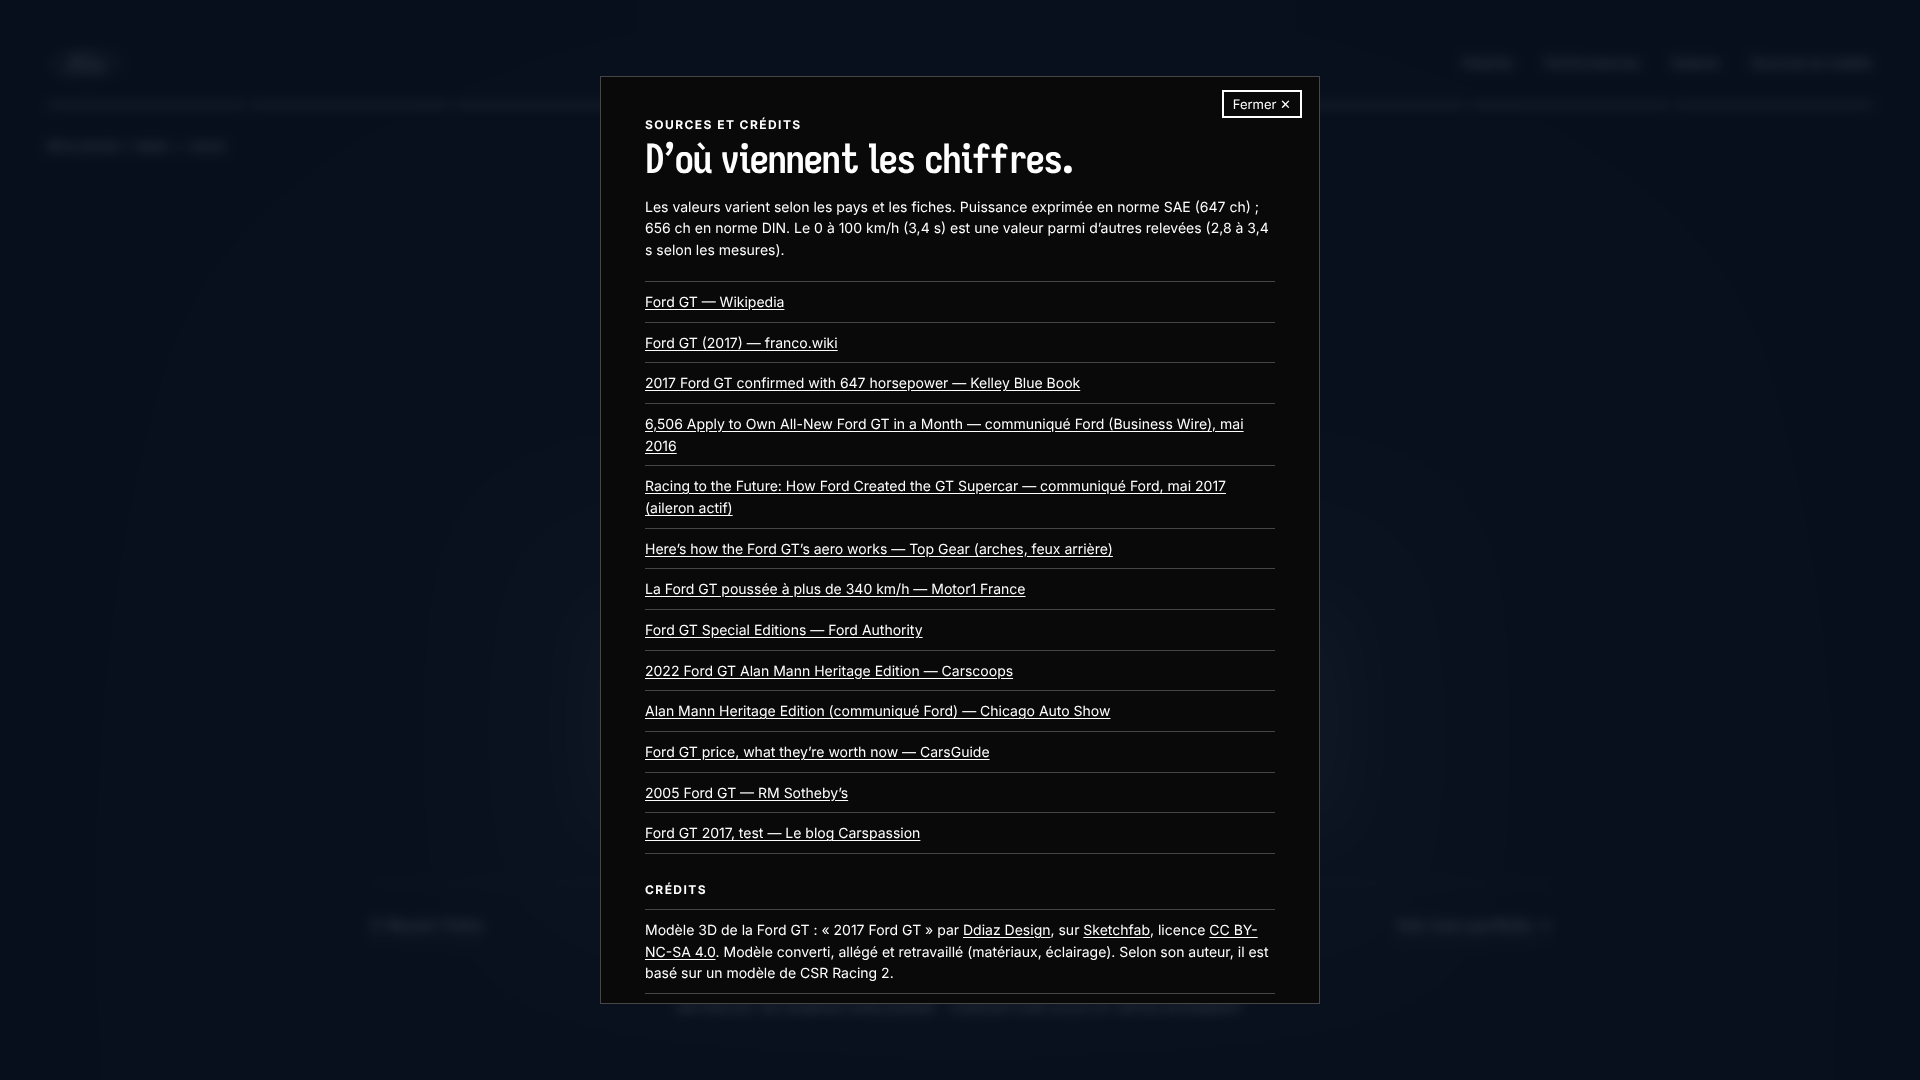 Fermer ✕
SOURCES ET CRÉDITS
D’où viennent les chiffres.
Les valeurs varient selon les pays et les fiches. Puissance exprimée en norme SAE (647 ch) ;
656 ch en norme DIN. Le 0 à 100 km/h (3,4 s) est une valeur parmi d’autres relevées (2,8 à 3,4
s selon les mesures).
Ford GT — Wikipedia
Ford GT (2017) — franco.wiki
2017 Ford GT confirmed with 647 horsepower — Kelley Blue Book
6,506 Apply to Own All-New Ford GT in a Month — communiqué Ford (Business Wire), mai
2016
Racing to the Future: How Ford Created the GT Supercar — communiqué Ford, mai 2017
(aileron actif)
Here’s how the Ford GT’s aero works — Top Gear (arches, feux arrière)
La Ford GT poussée à plus de 340 km/h — Motor1 France
Ford GT Special Editions — Ford Authority
2022 Ford GT Alan Mann Heritage Edition — Carscoops
Alan Mann Heritage Edition (communiqué Ford) — Chicago Auto Show
Ford GT price, what they’re worth now — CarsGuide
2005 Ford GT — RM Sotheby’s
Ford GT 2017, test — Le blog Carspassion
CRÉDITS
Modèle 3D de la Ford GT : « 2017 Ford GT » par Ddiaz Design, sur Sketchfab, licence CC BY-
NC-SA 4.0. Modèle converti, allégé et retravaillé (matériaux, éclairage). Selon son auteur, il est
basé sur un modèle de CSR Racing 2.